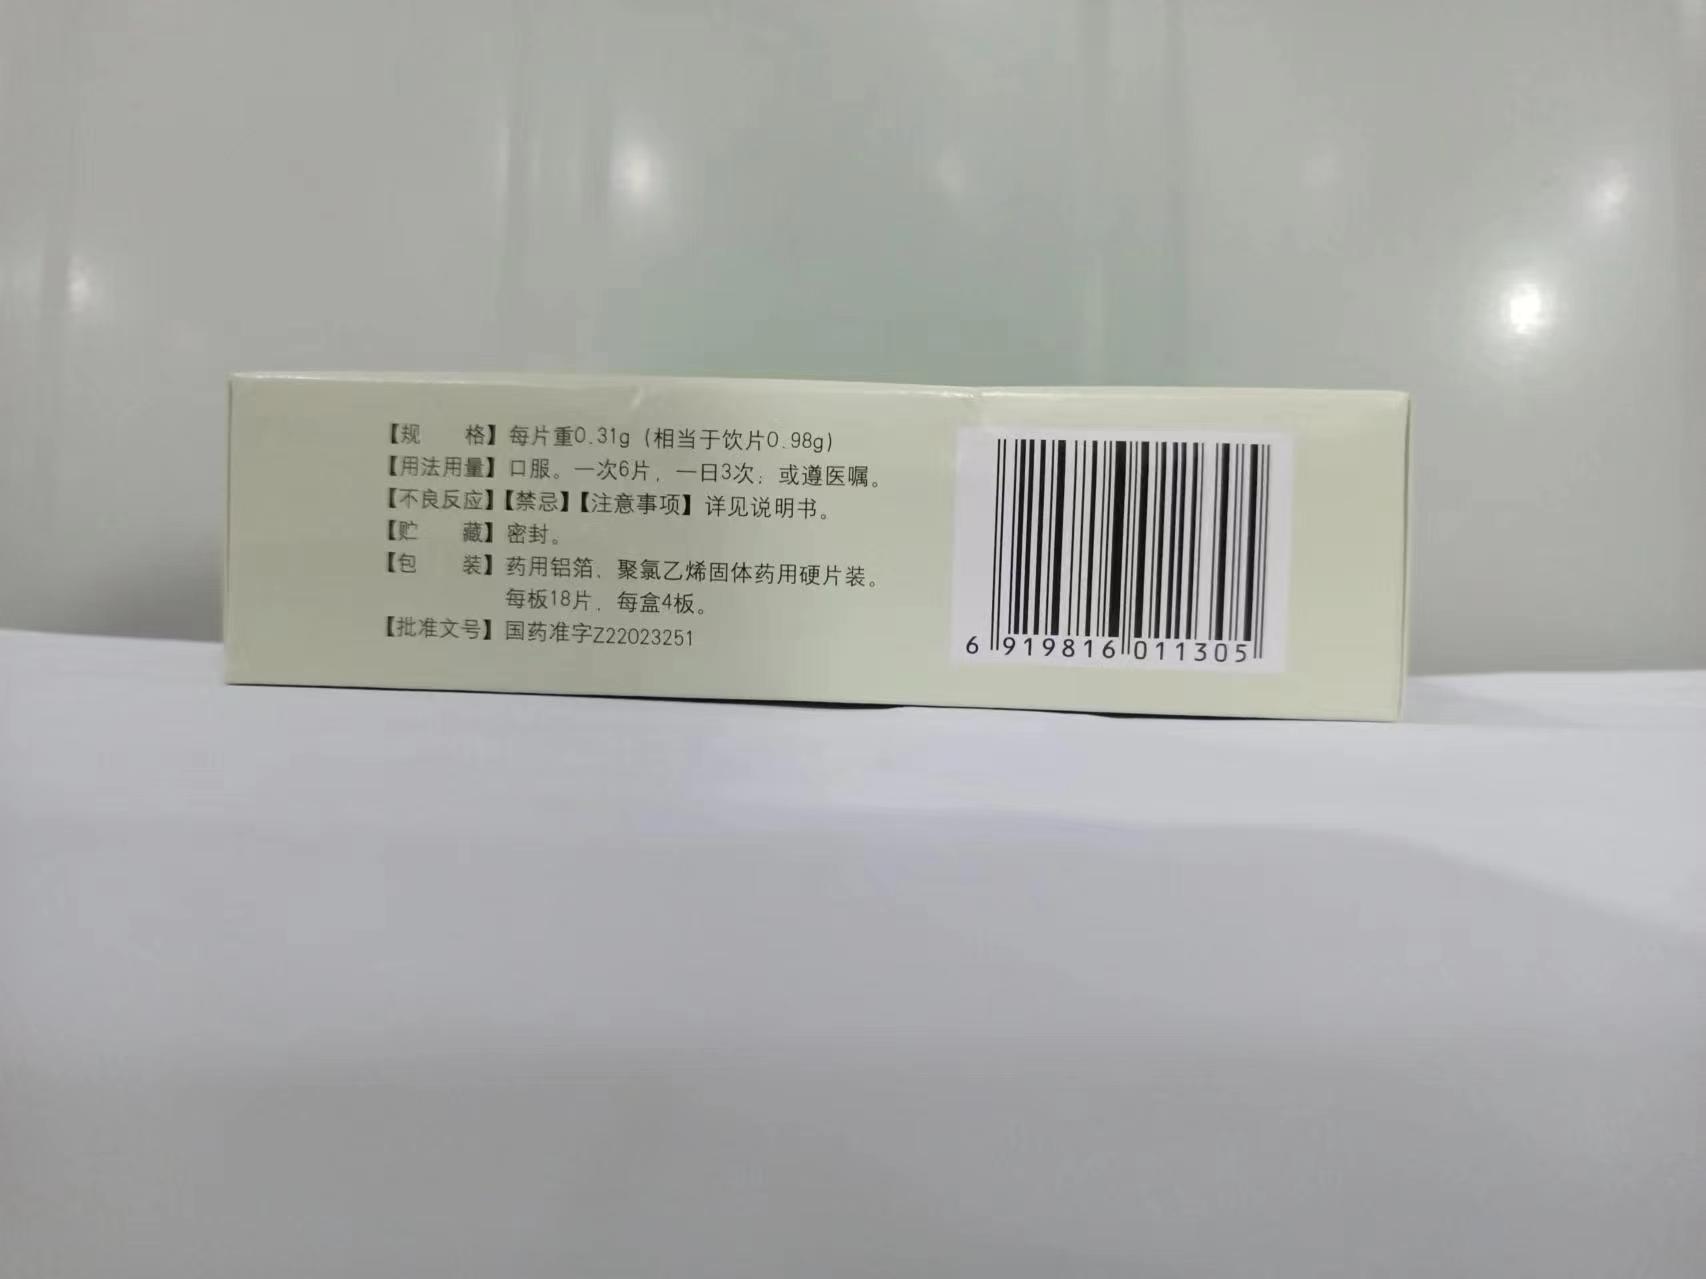 【规　　格】每片重0.31g（相当于饮片0.98g）
【用法用量】口服。一次6片，一日3次；或遵医嘱。
【不良反应】【禁忌】【注意事项】详见说明书。
【贮　　藏】密封。
【包　　装】药用铝箔、聚氯乙烯固体药用硬片装。
每板18片，每盒4板。
【批准文号】国药准字Z22023251
6 919816 011305